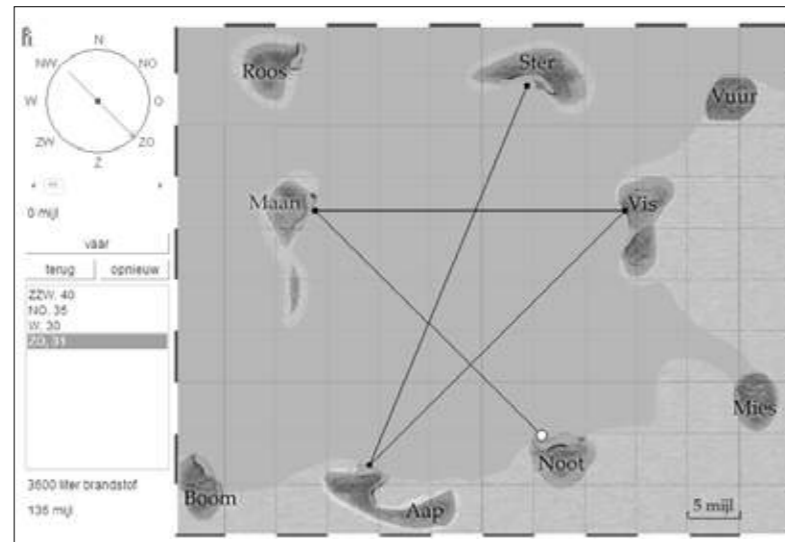 N
NW
NO
W
O
ZW
ZO
Z
0 mijl
vaar
terug
opnieuw
ZZW, 40
NO, 35
W, 30
ZO, 31
3600 liter brandstof
136 mijl
Roos
Ster
Vuur
Maan
Vis
Mies
Noot
Boom
Aap
5 mijl